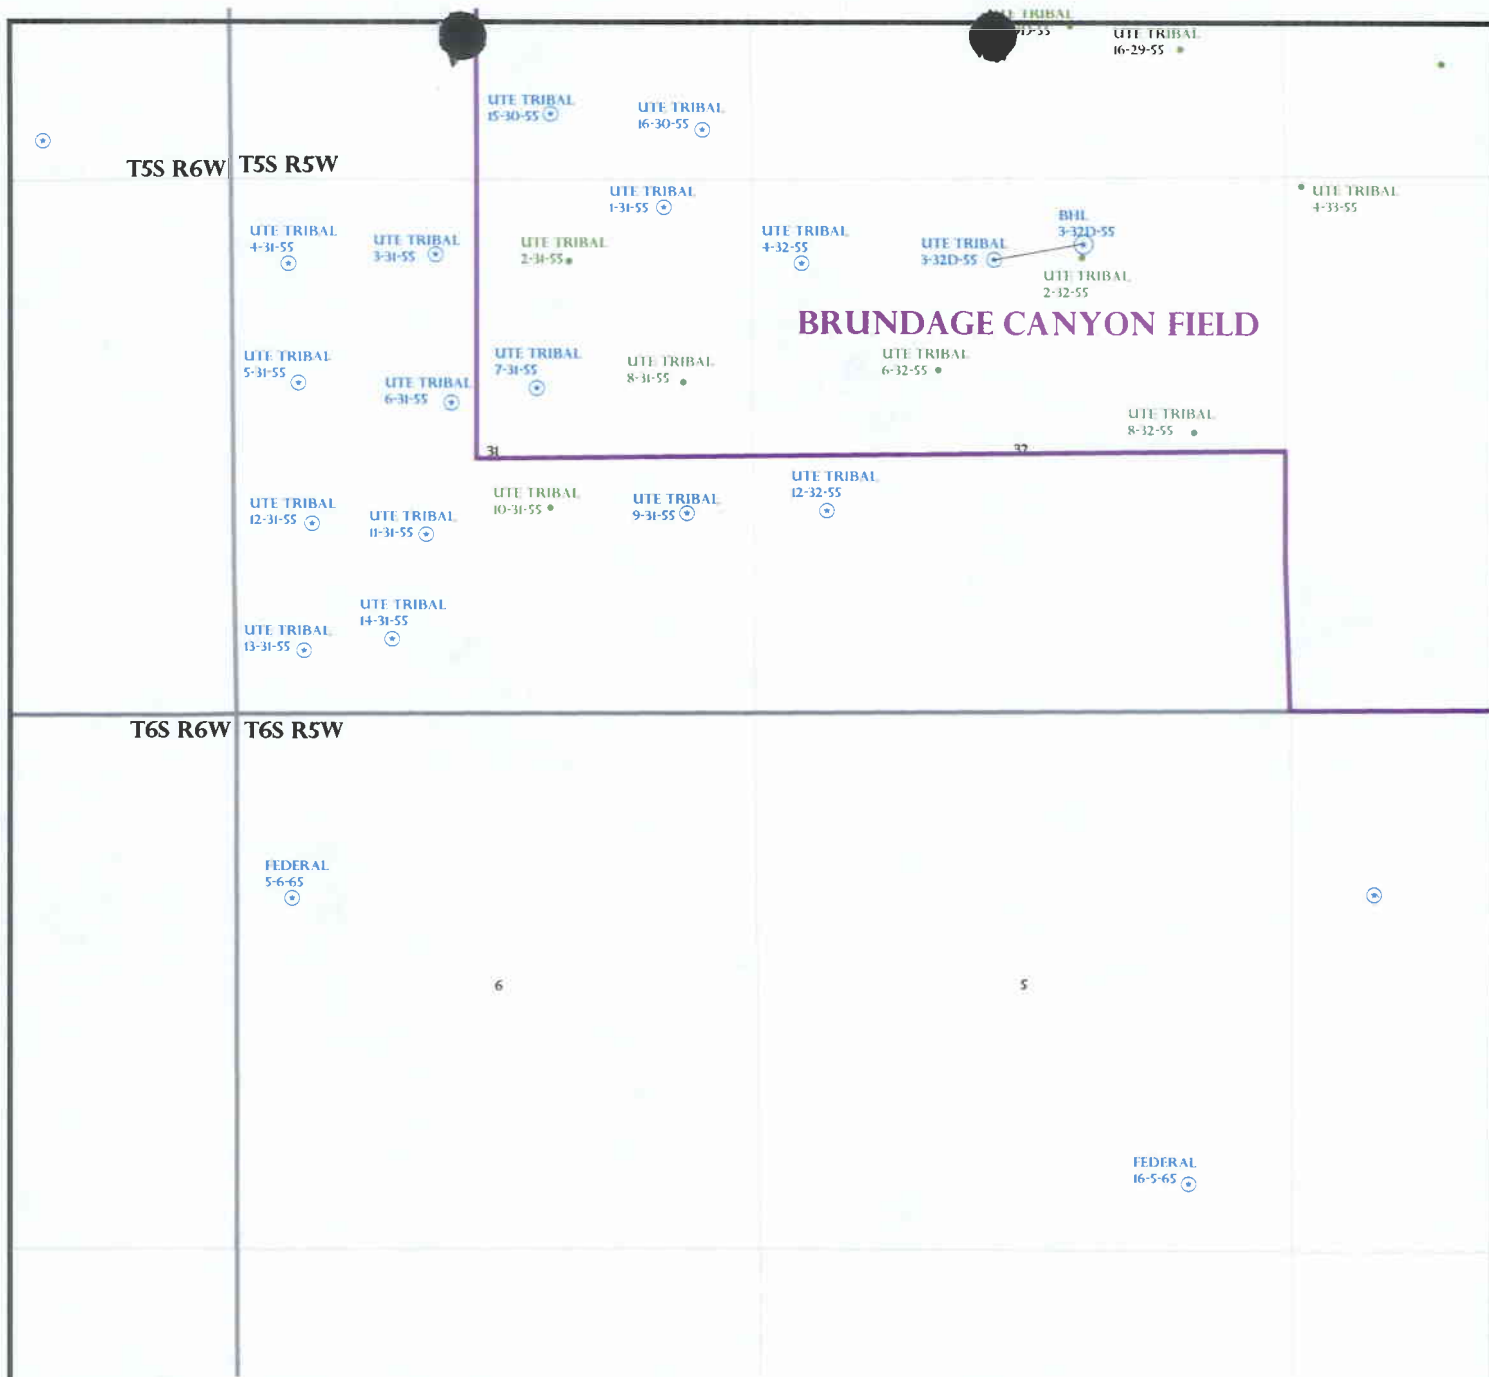 UTE TRIBAL
16-29-55
UTE TRIBAL
15-30-55
UTE TRIBAL
16-30-55
T5S R6W
T5S R5W
UTE TRIBAL
1-31-55
UTE TRIBAL
4-33-55
UTE TRIBAL
4-31-55
UTE TRIBAL
3-31-55
UTE TRIBAL
2-31-55
UTE TRIBAL
4-32-55
UTE TRIBAL
3-32D-55
BHL
3-32D-55
UTE TRIBAL
2-32-55
BRUNDAGE CANYON FIELD
UTE TRIBAL
5-31-55
UTE TRIBAL
6-31-55
UTE TRIBAL
7-31-55
UTE TRIBAL
8-31-55
UTE TRIBAL
6-32-55
UTE TRIBAL
8-32-55
31
32
UTE TRIBAL
12-31-55
UTE TRIBAL
11-31-55
UTE TRIBAL
10-31-55
UTE TRIBAL
9-31-55
UTE TRIBAL
12-32-55
UTE TRIBAL
13-31-55
UTE TRIBAL
14-31-55
T6S R6W
T6S R5W
FEDERAL
5-6-65
6
5
FEDERAL
16-5-65